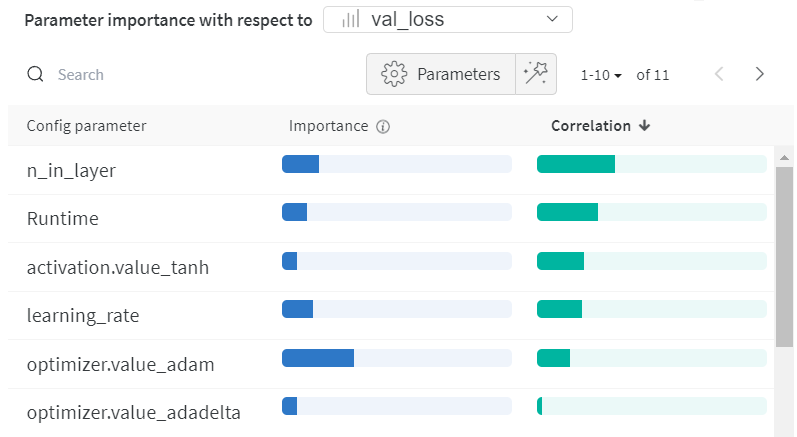 Parameter importance with respect to val_loss
Search Parameters 1-10 of 11
Config parameter Importance Correlation
n_in_layer
Runtime
activation.value_tanh
learning_rate
optimizer.value_adam
optimizer.value_adadelta